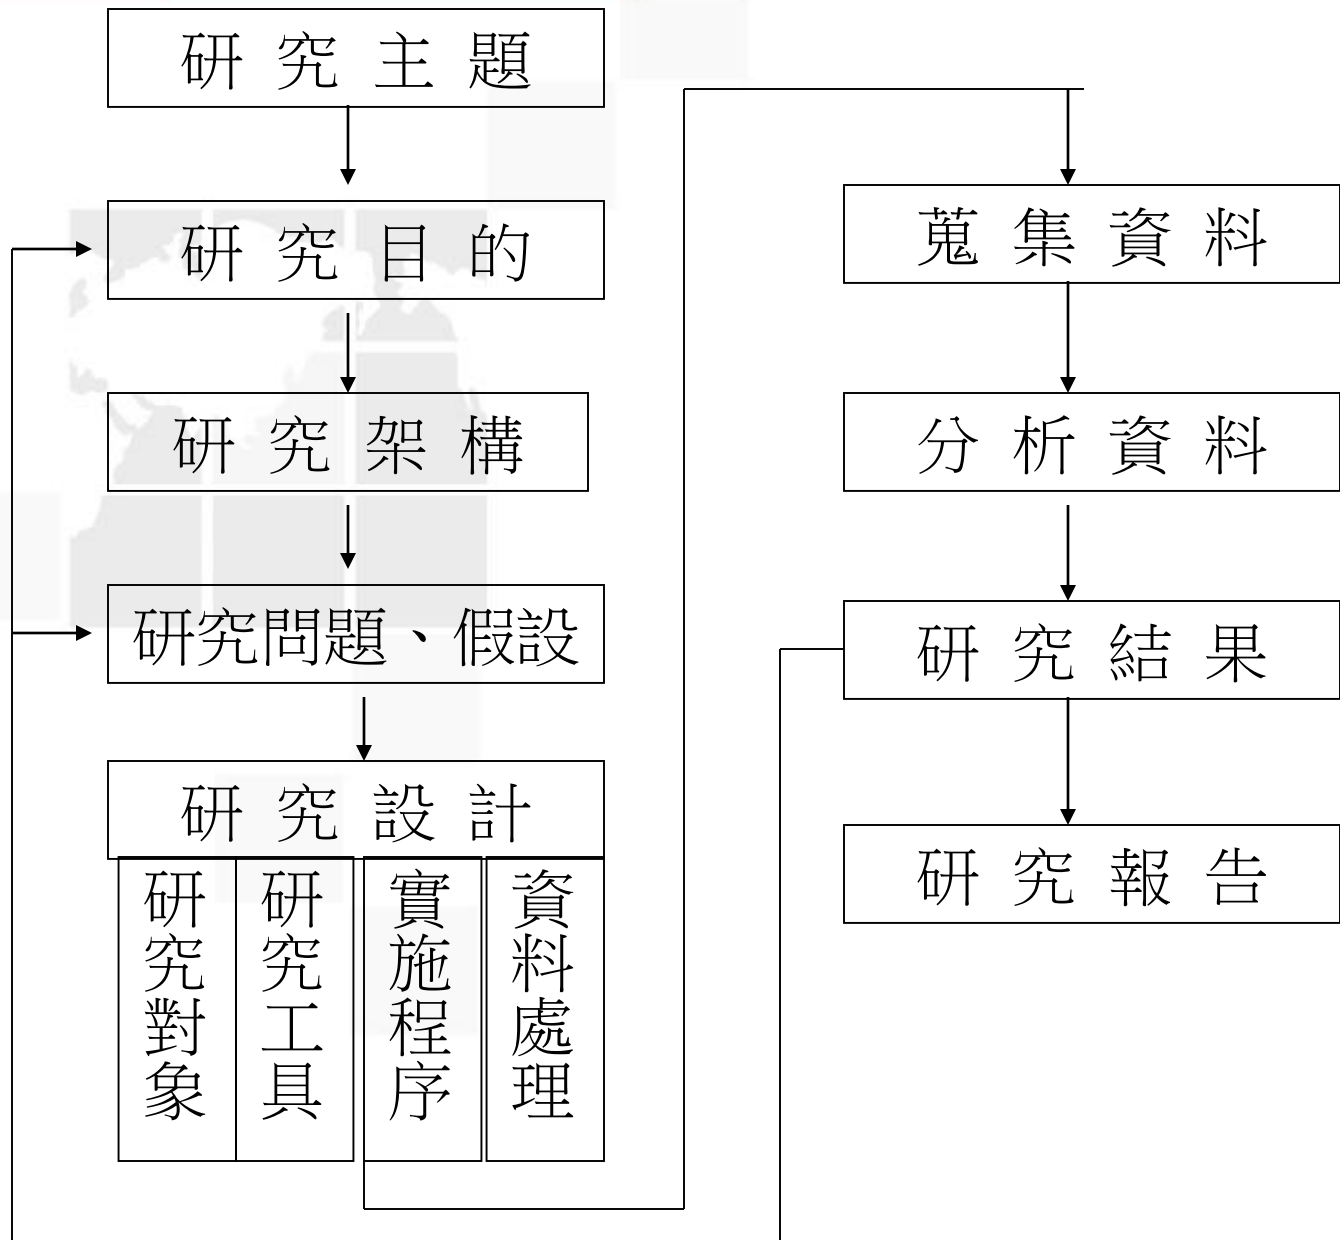 研究主題
研究目的
研究架構
研究問題、假設
研究設計
研究對象
研究工具
實施程序
資料處理
蒐集資料
分析資料
研究結果
研究報告